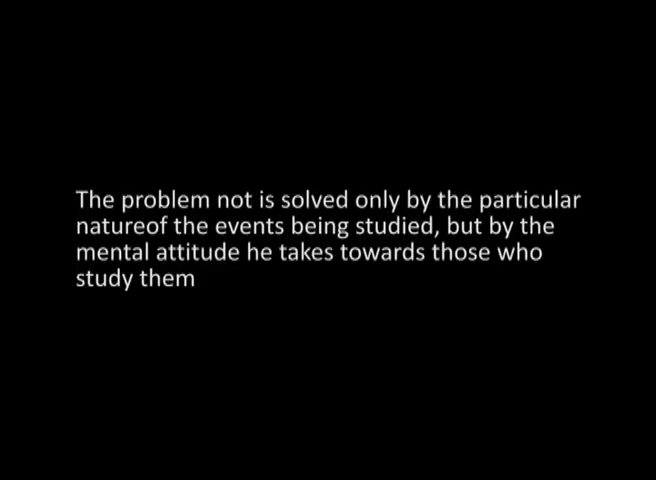 The problem not is solved only by the particular
natureof the events being studied, but by the
mental attitude he takes towards those who
study them